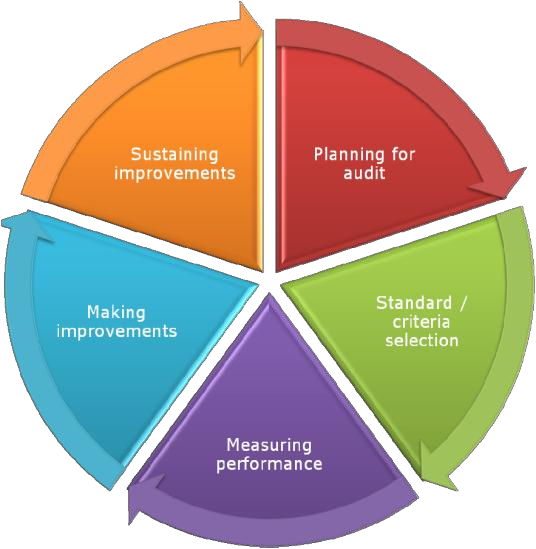 Planning for
audit
Standard /
criteria
selection
Measuring
performance
Making
improvements
Sustaining
improvements